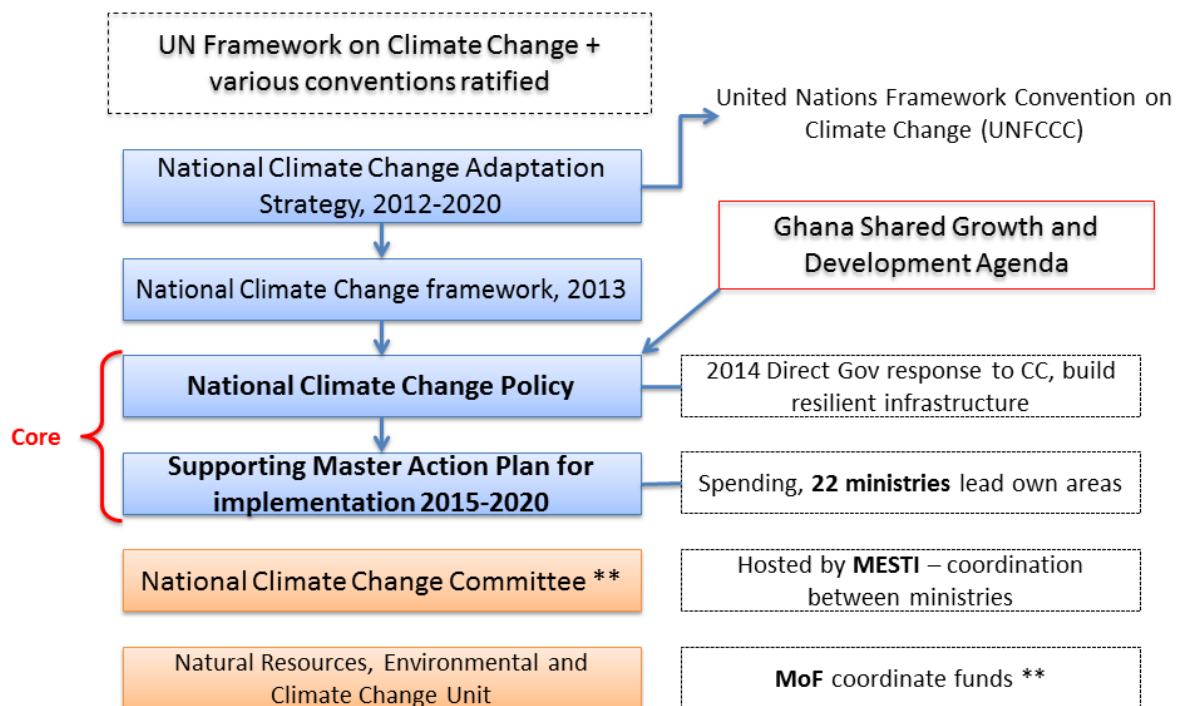 UN Framework on Climate Change +
various conventions ratified
United Nations Framework Convention on
Climate Change (UNFCCC)
National Climate Change Adaptation
Strategy, 2012-2020
Ghana Shared Growth and
Development Agenda
National Climate Change framework, 2013
National Climate Change Policy
2014 Direct Gov response to CC, build
resilient infrastructure
Core
Supporting Master Action Plan for
implementation 2015-2020
Spending, 22 ministries lead own areas
National Climate Change Committee **
Hosted by MESTI – coordination
between ministries
Natural Resources, Environmental and
Climate Change Unit
MoF coordinate funds **